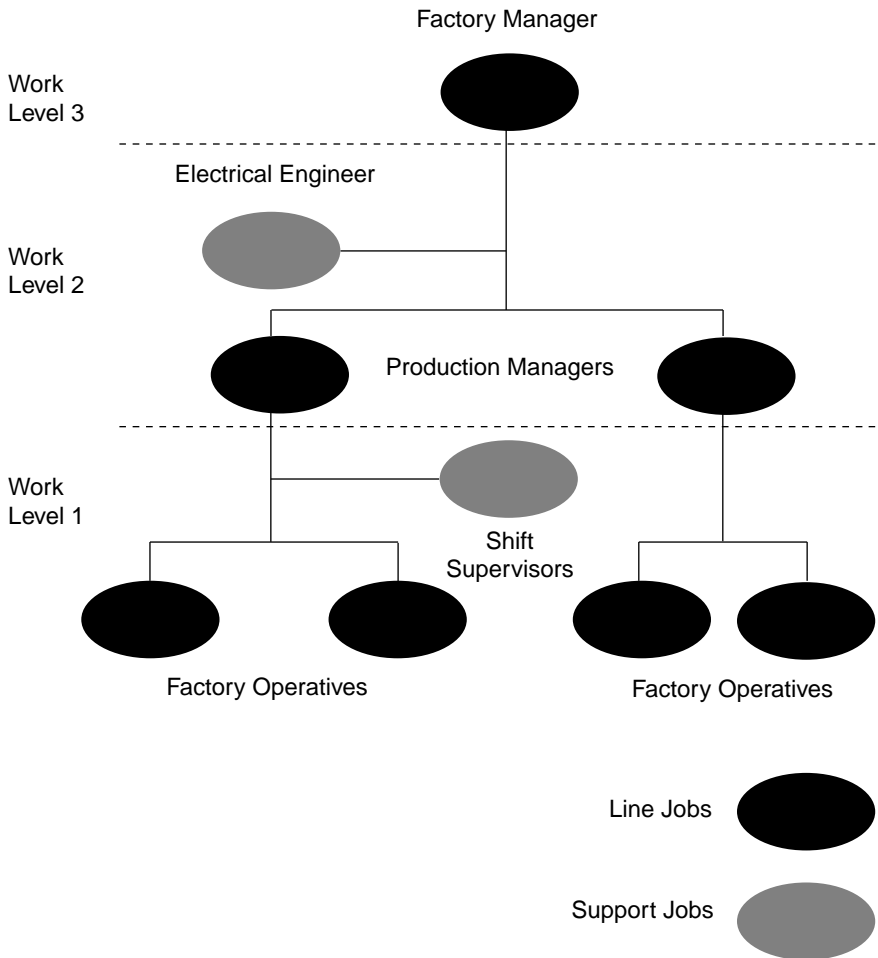 Factory Manager
Work
Level 3
Electrical Engineer
Work
Level 2
Production Managers
Work
Level 1
Shift
Supervisors
Factory Operatives
Factory Operatives
Line Jobs
Support Jobs